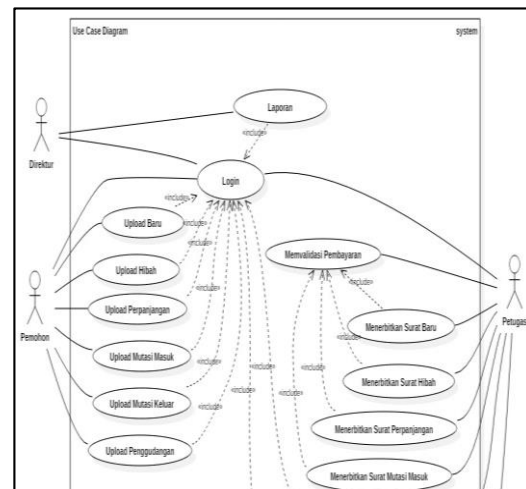 Use Case Diagram
system
Laporan
«include»
Direktur
Login
«include»
Upload Baru
«include»
Memvalidasi Pembayaran
«include»
Upload Hibah
«include»
Pemohon
Petugas
Upload Perpanjangan
«include»
Menerbitkan Surat Baru
«include»
Upload Mutasi Masuk
«include»
«include»
Menerbitkan Surat Hibah
«include»
Upload Mutasi Keluar
«include»
«include»
«include»
Menerbitkan Surat Perpanjangan
Upload Penggudangan
«include»
Menerbitkan Surat Mutasi Masuk